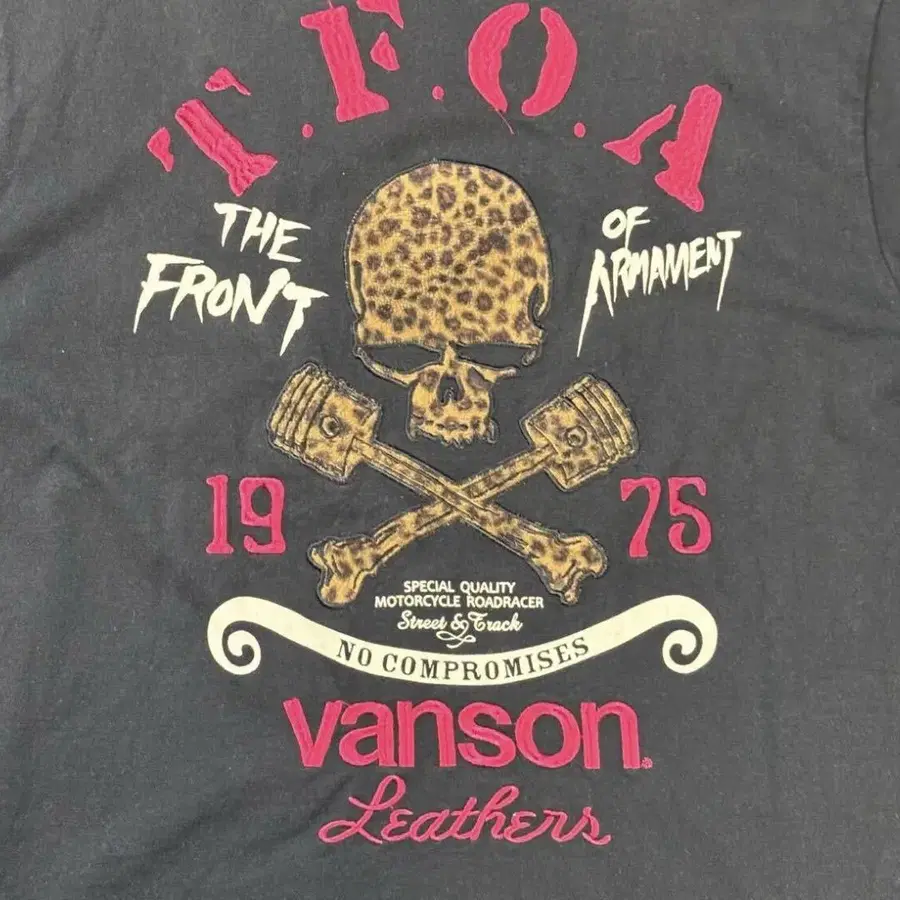 T.F.O.A
THE
FRONT
OF
ARMAMENT
19 75
SPECIAL QUALITY
MOTORCYCLE ROADRACER
Street & Track
NO COMPROMISES
vanson®
Leathers